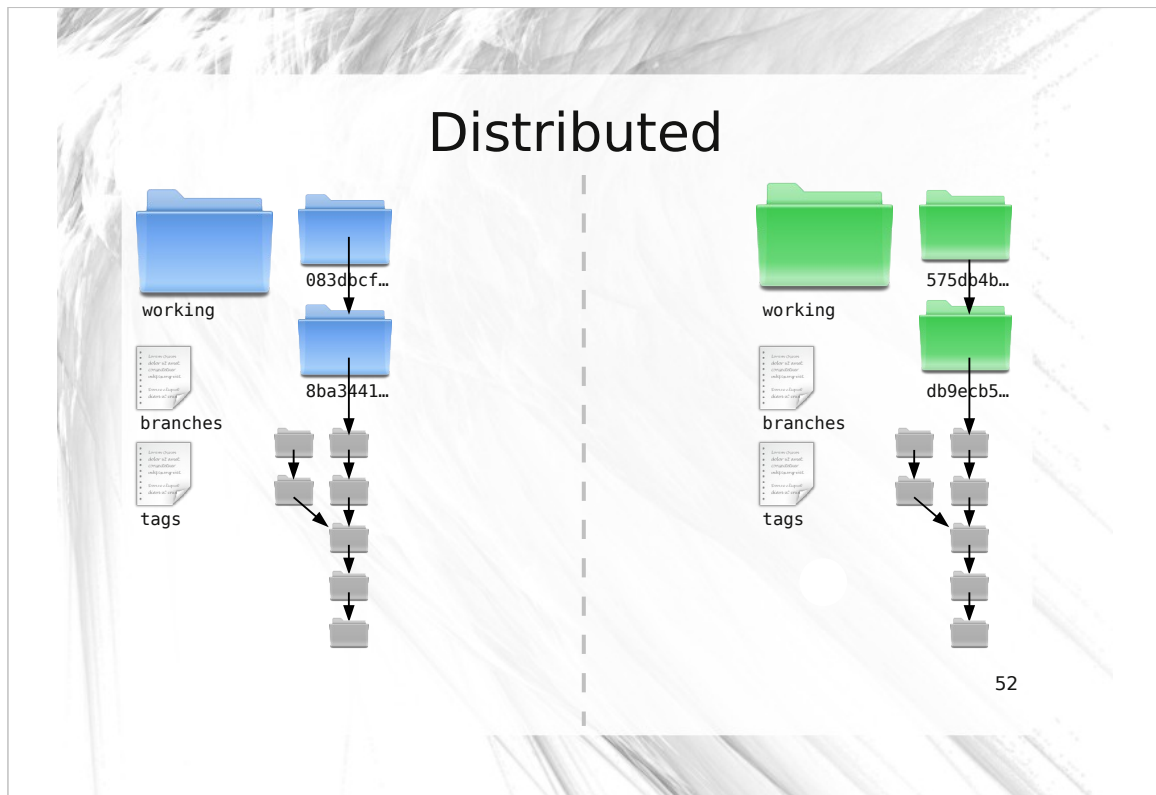 Distributed
083dbcf…
working
8ba3441…
branches
tags
575db4b…
working
db9ecb5…
branches
tags
52